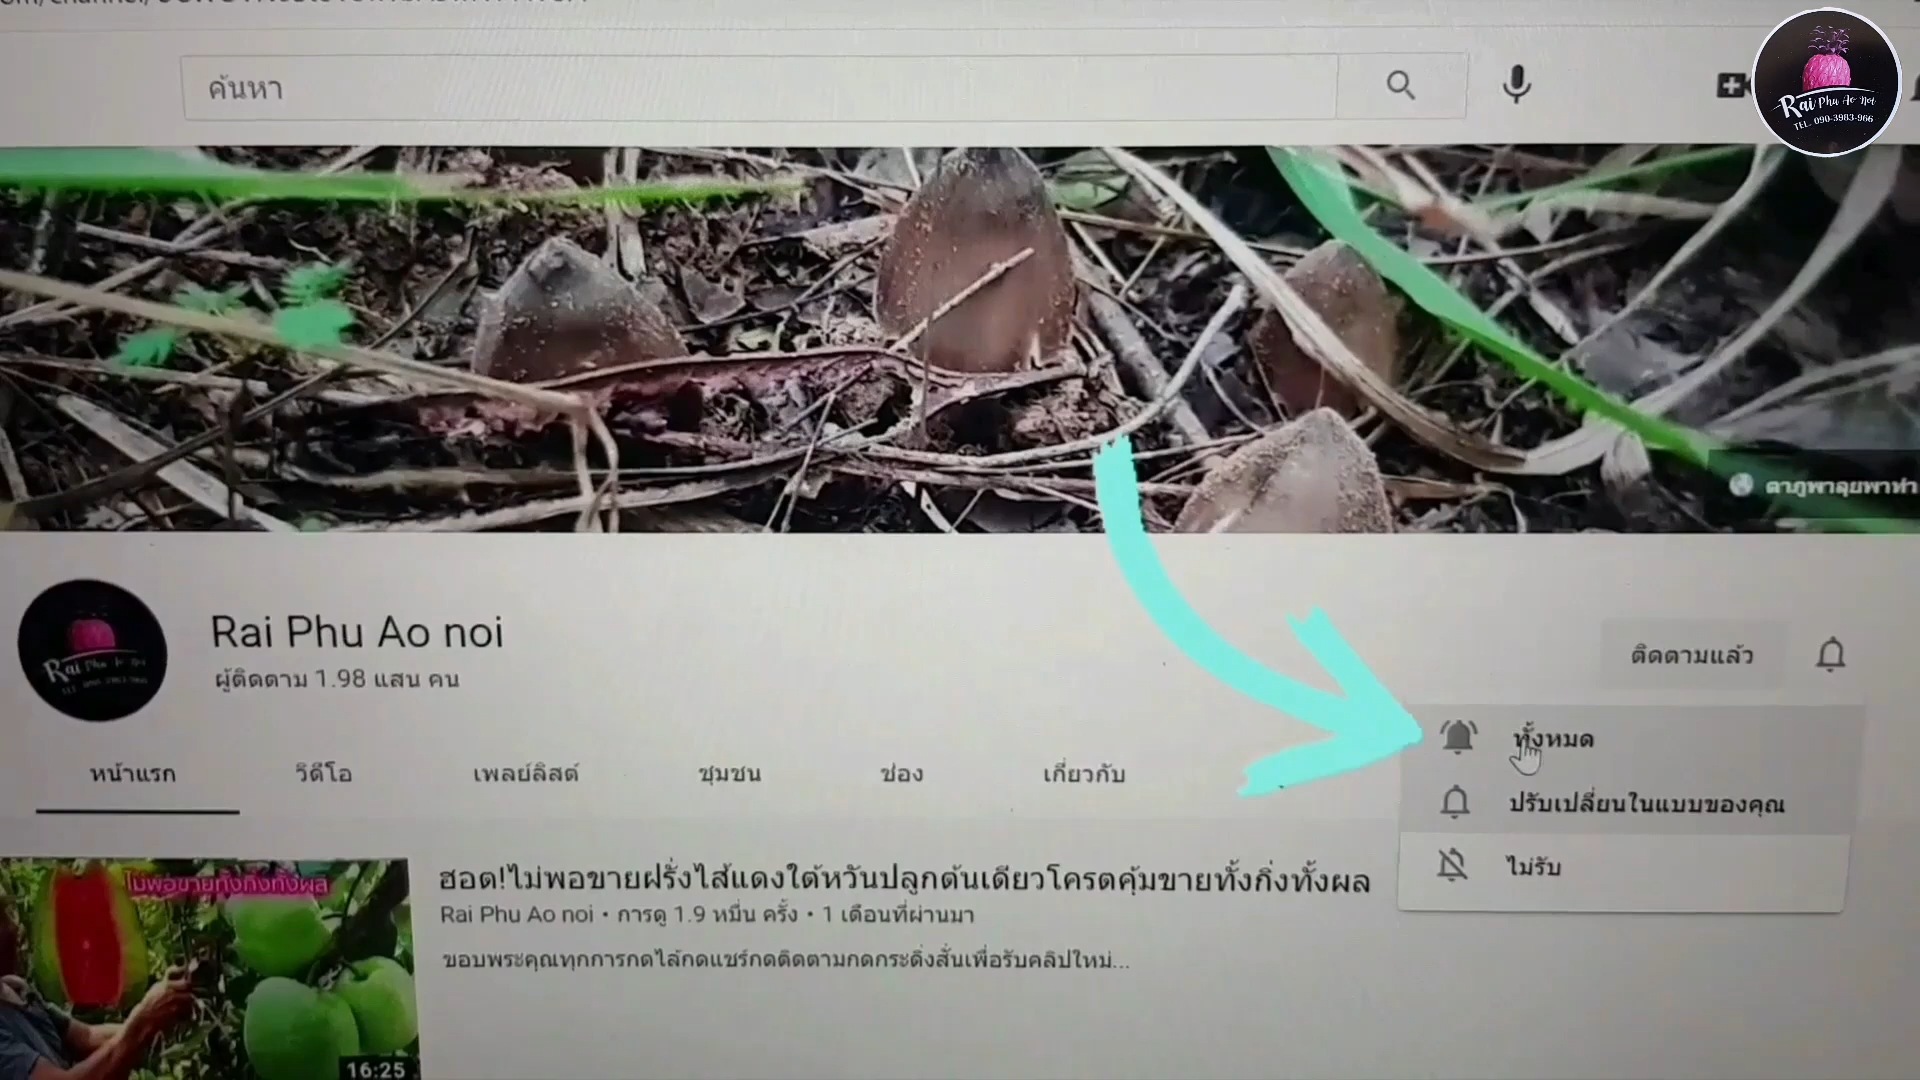 ค้นหา
Rai Phu Ao Noi
TEL. 090-3983-966
Rai Phu Ao noi
ผู้ติดตาม 1.98 แสน คน
ติดตามแล้ว
ทั้งหมด
ปรับเปลี่ยนในแบบของคุณ
ไม่รับ
หน้าแรก
วิดีโอ
เพลย์ลิสต์
ชุมชน
ช่อง
เกี่ยวกับ
ไม่พอขายทั้งกิ่งทั้งผล
16:25
ฮอต!ไม่พอขายฝรั่งไส้แดงใต้หวันปลูกต้นเดียวโครตคุ้มขายทั้งกิ่งทั้งผล
Rai Phu Ao noi • การดู 1.9 หมื่น ครั้ง • 1 เดือนที่ผ่านมา
ขอบพระคุณทุกการกดไล้กดแชร์กดติดตามกดกระดิ่งสั่นเพื่อรับคลิปใหม่...